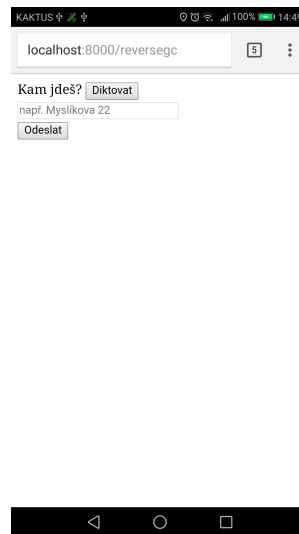 KAKTUS 100% 14:49
localhost:8000/reversegc 5
Kam jdeš? Diktovat
např. Myslíkova 22
Odeslat